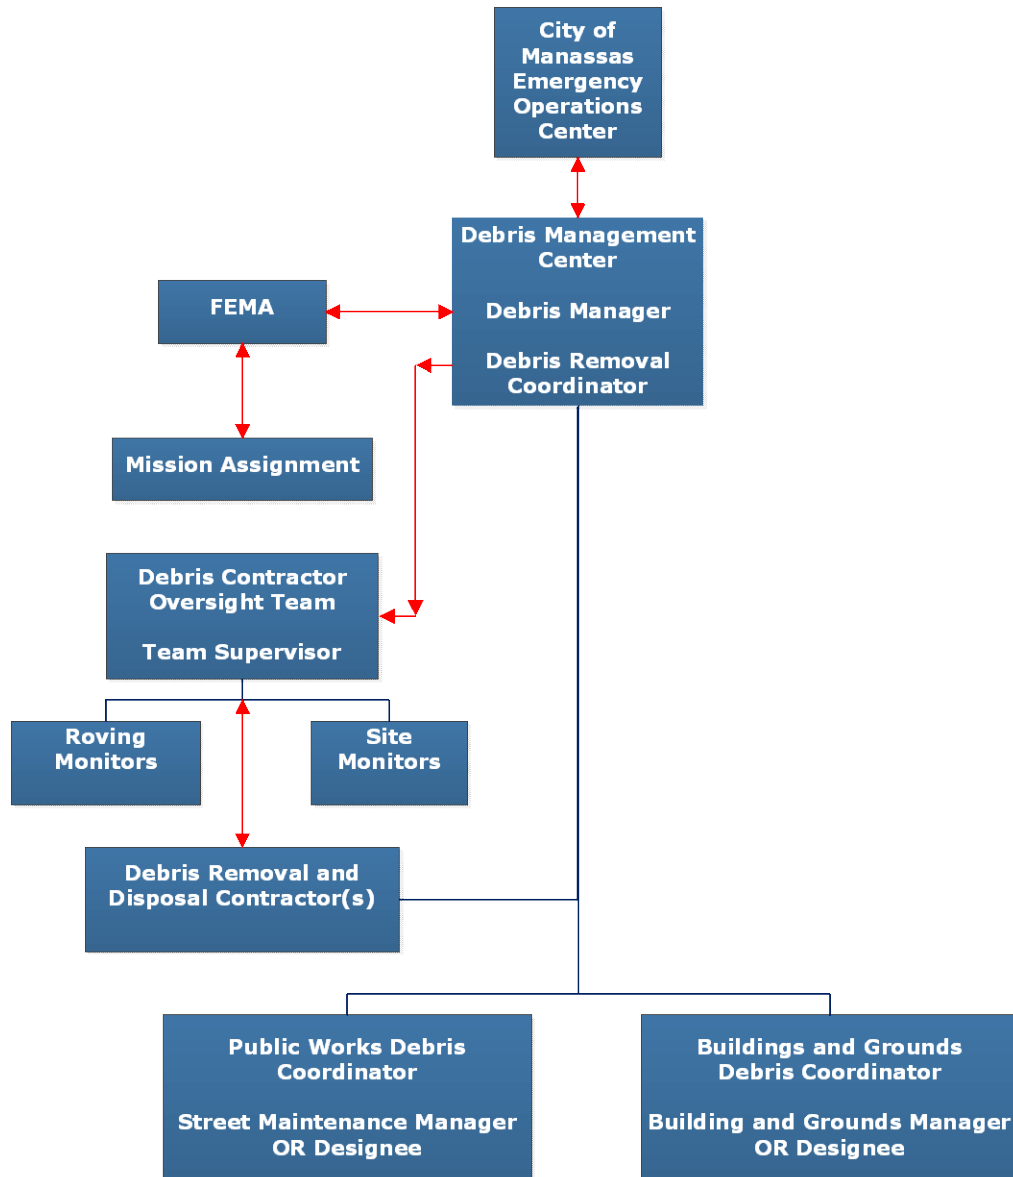 City of
Manassas
Emergency
Operations
Center
Debris Management
Center
Debris Manager
Debris Removal
Coordinator
FEMA
Mission Assignment
Debris Contractor
Oversight Team
Team Supervisor
Roving
Monitors
Site
Monitors
Debris Removal and
Disposal Contractor(s)
Public Works Debris
Coordinator
Street Maintenance Manager
OR Designee
Buildings and Grounds
Debris Coordinator
Building and Grounds Manager
OR Designee